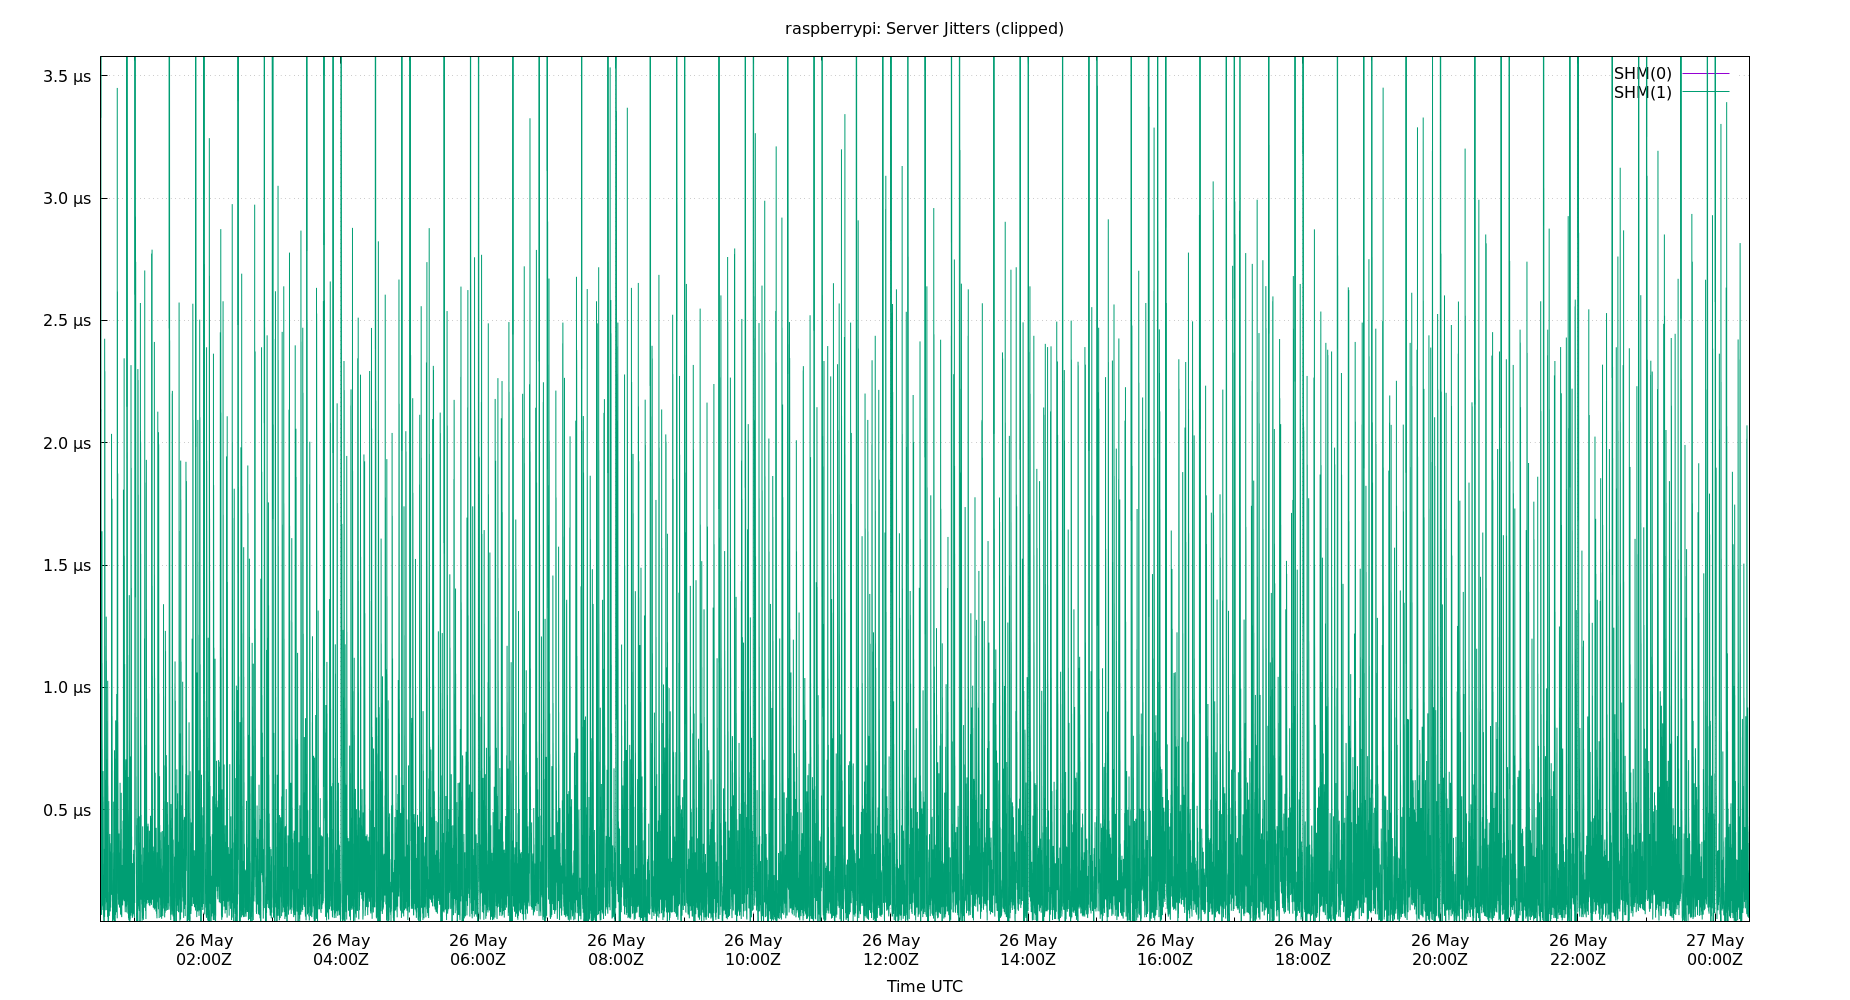 raspberrypi: Server Jitters (clipped)
SHM(0)
SHM(1)
3.5 µs
3.0 µs
2.5 µs
2.0 µs
1.5 µs
1.0 µs
0.5 µs
26 May 26 May 26 May 26 May 26 May 26 May 26 May 26 May 26 May 26 May 26 May 27 May
02:00Z 04:00Z 06:00Z 08:00Z 10:00Z 12:00Z 14:00Z 16:00Z 18:00Z 20:00Z 22:00Z 00:00Z
Time UTC